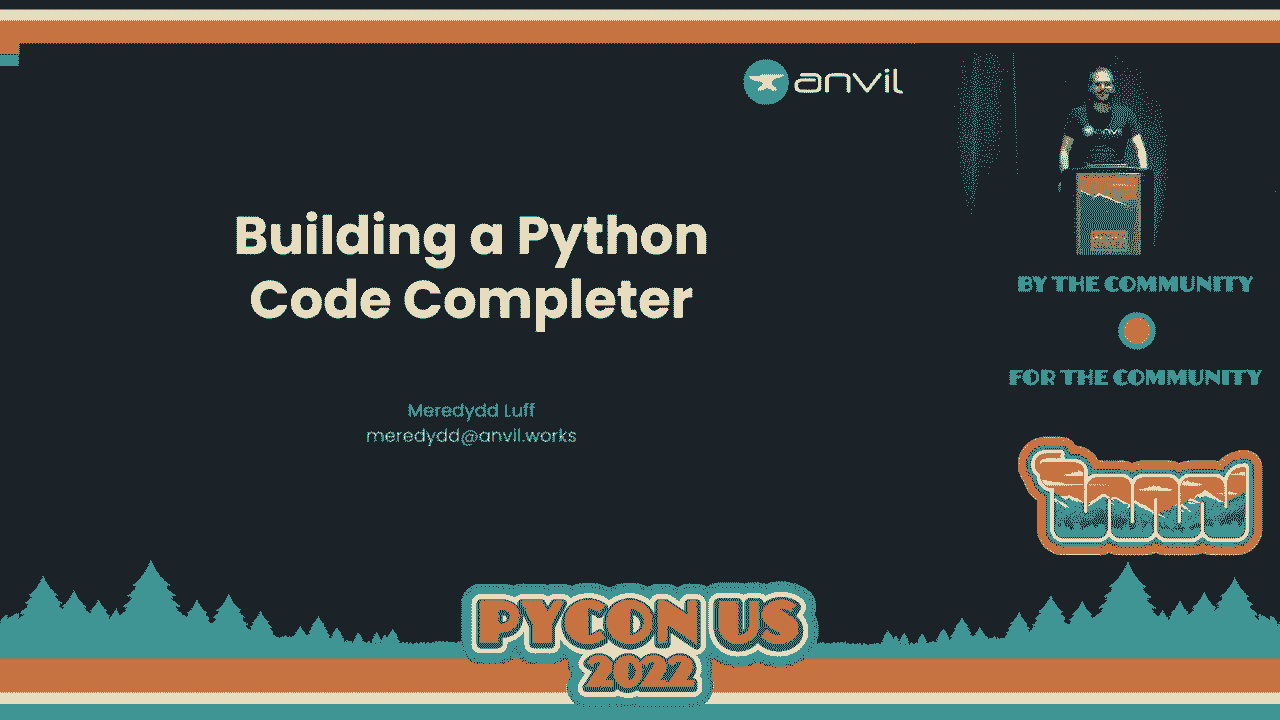 anvil
Building a Python
Code Completer
Meredydd Luff
meredydd@anvil.works
anvil
BY THE COMMUNITY
FOR THE COMMUNITY
PYCON US
2022